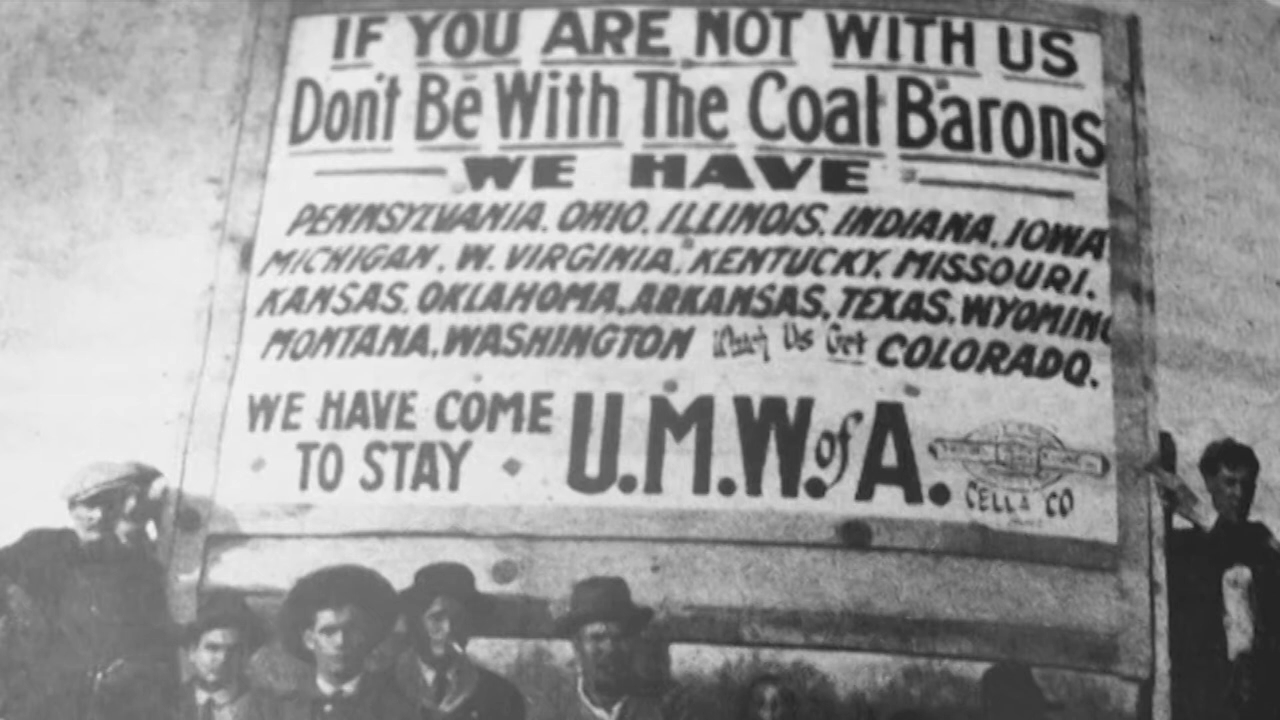 IF YOU ARE NOT WITH US
Don't Be With The Coal Barons
WE HAVE
PENNSYLVANIA. OHIO. ILLINOIS. INDIANA. IOWA
MICHIGAN. W. VIRGINIA. KENTUCKY. MISSOURI.
KANSAS. OKLAHOMA. ARKANSAS. TEXAS. WYOMING
MONTANA. WASHINGTON Watch Us Get COLORADO.
WE HAVE COME
TO STAY
U.M.W. of A.
CELLA CO